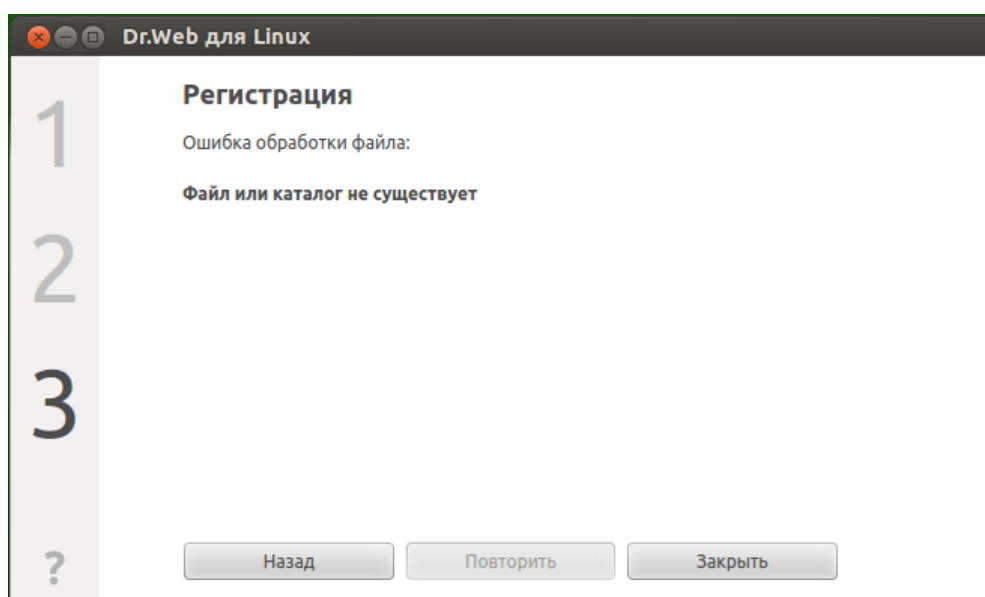 Dr.Web для Linux
1
Регистрация
Ошибка обработки файла:
Файл или каталог не существует
2
3
?
Назад
Повторить
Закрыть